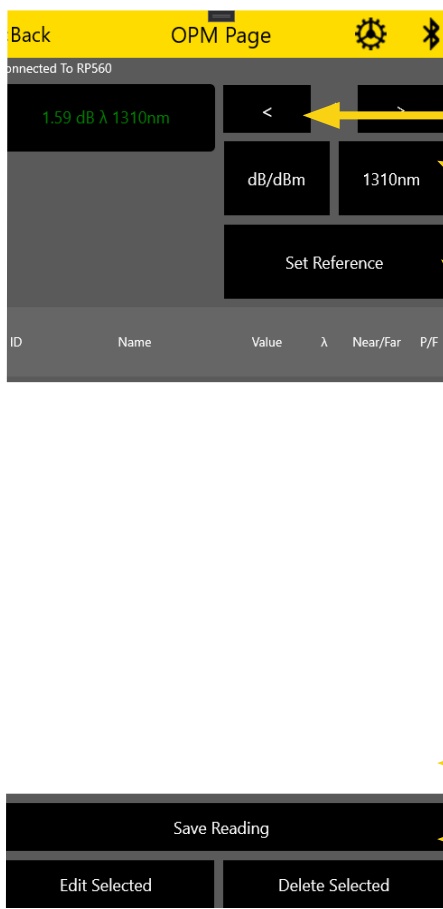 Back OPM Page
onnected To RP560
1.59 dB λ 1310nm < >
dB/dBm 1310nm
Set Reference
ID Name Value λ Near/Far P/F
Save Reading
Edit Selected Delete Selected